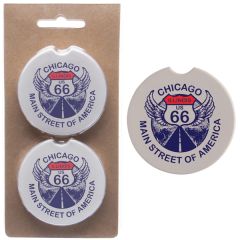 CHICAGO
ILLINOIS
US
66
MAIN STREET OF AMERICA
CHICAGO
ILLINOIS
US
66
MAIN STREET OF AMERICA
CHICAGO
ILLINOIS
US
66
MAIN STREET OF AMERICA